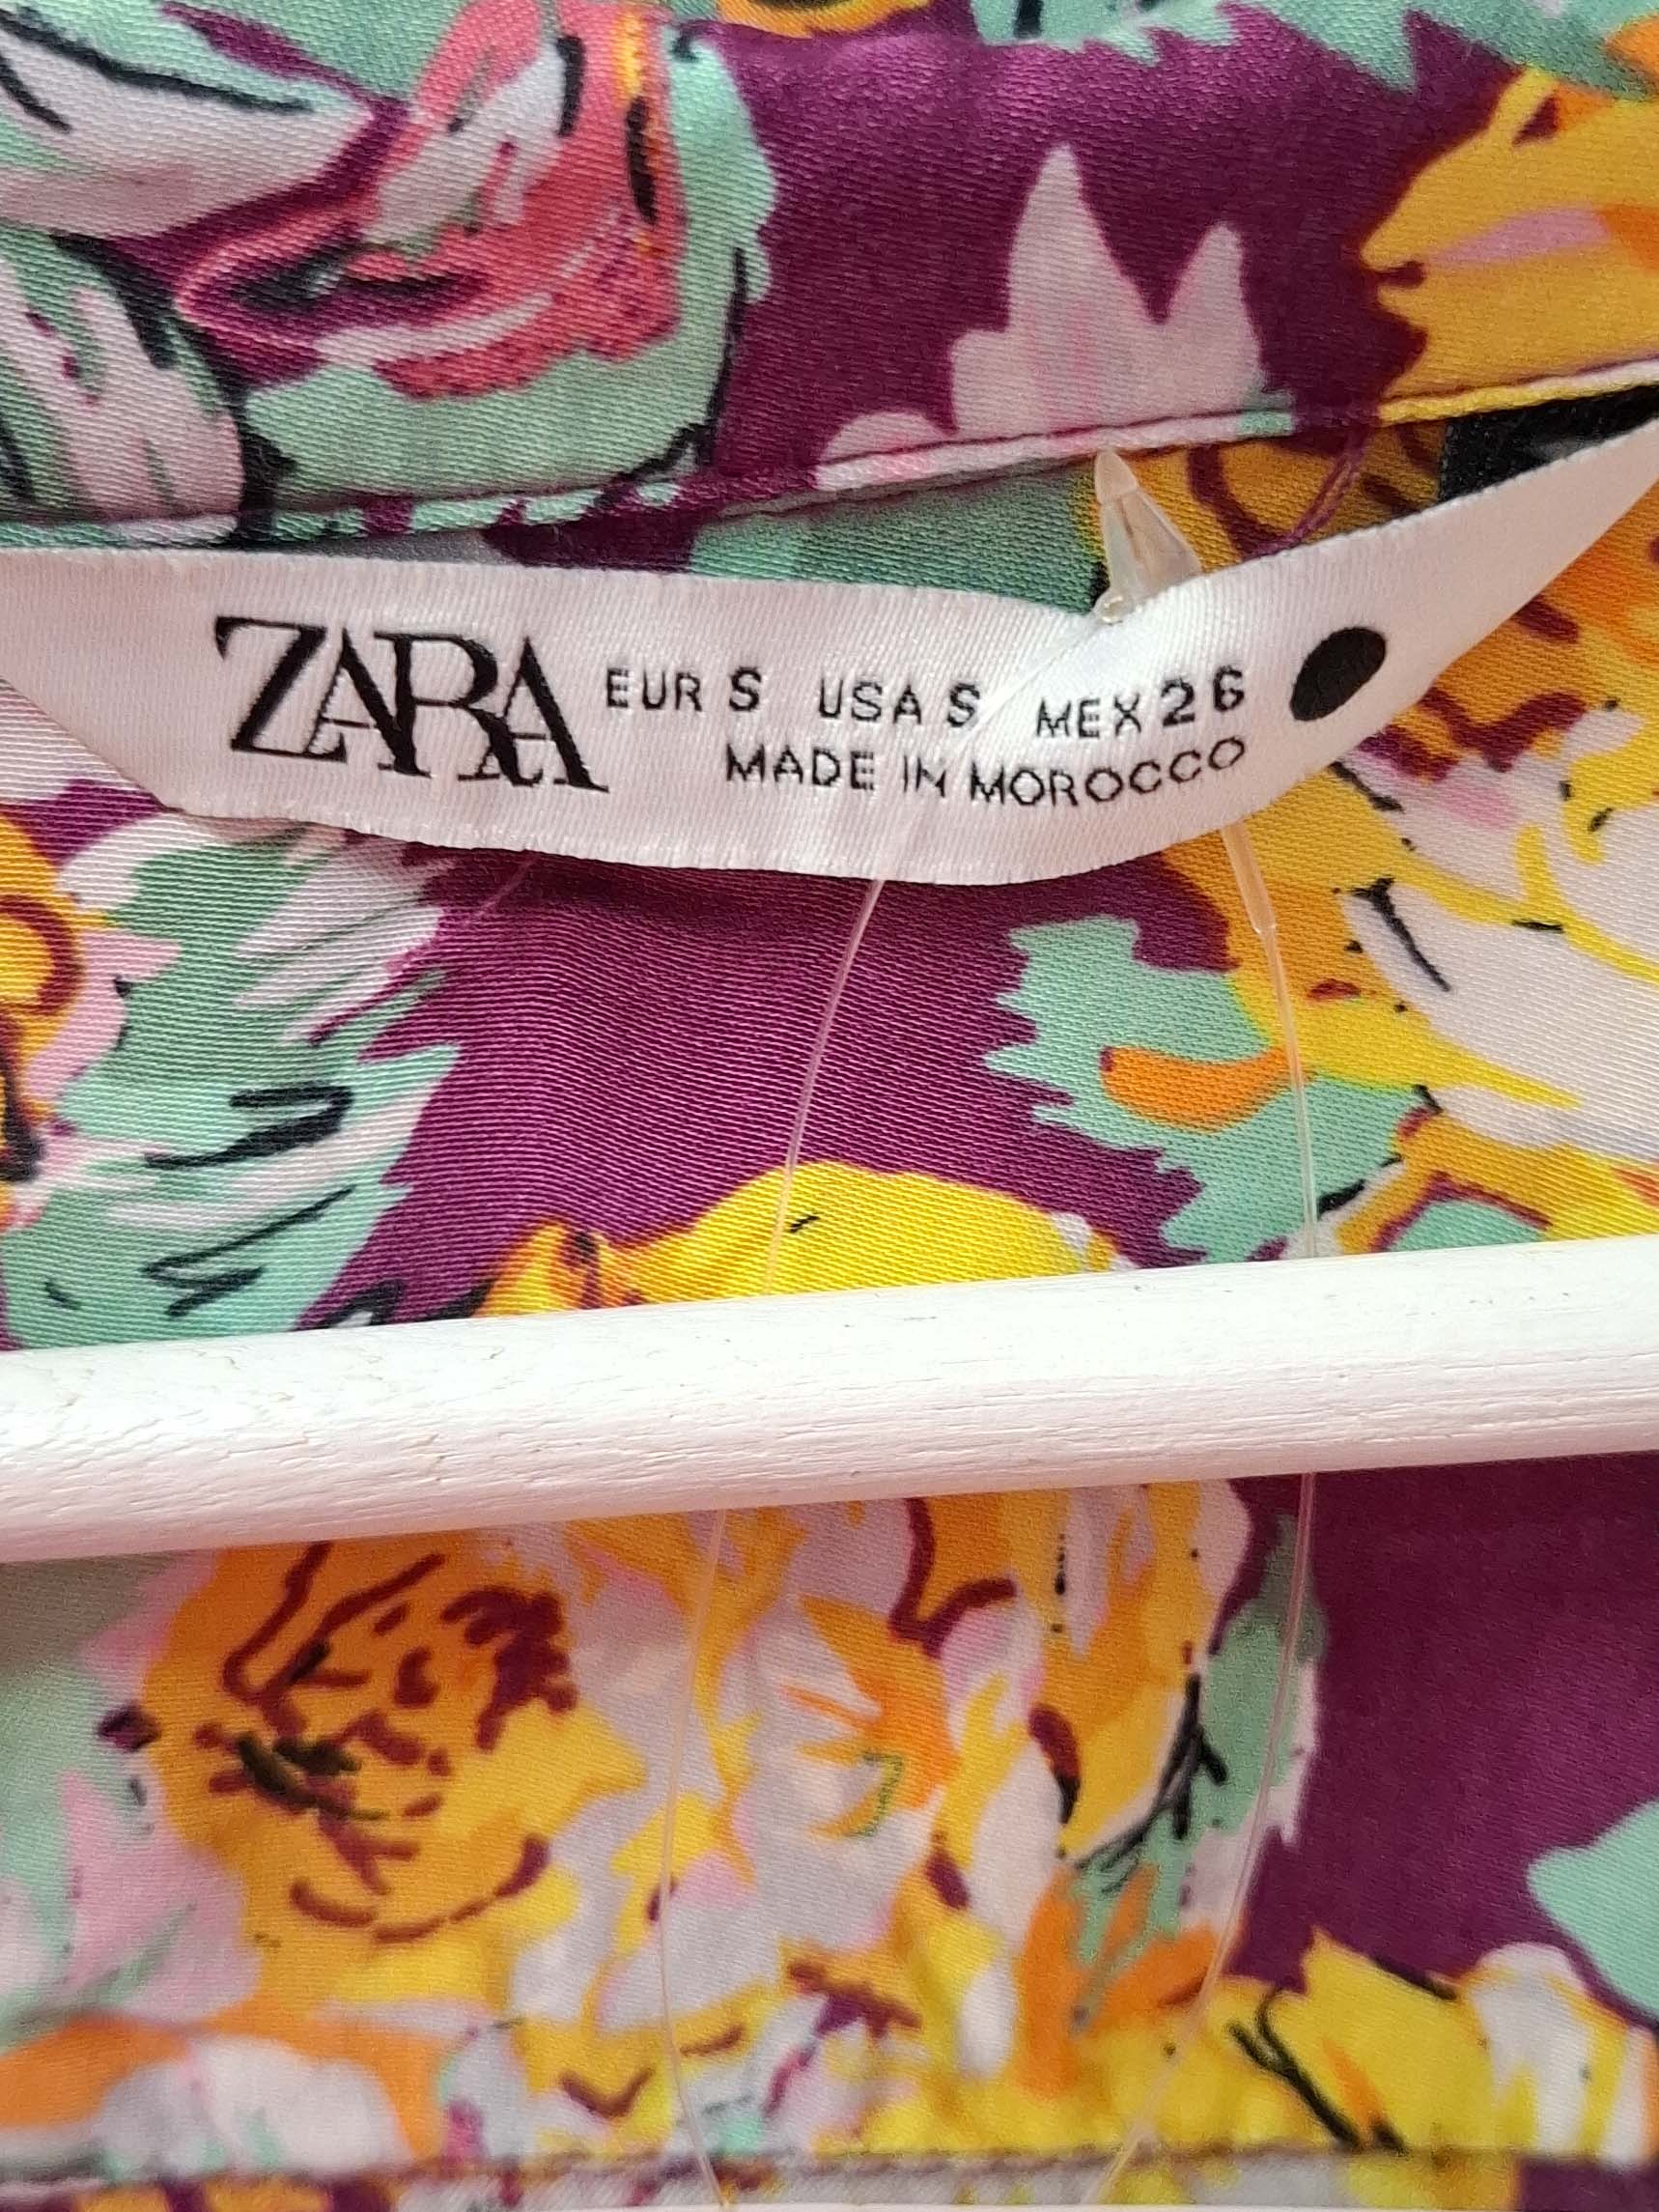 ZARA EUR S USA S MEX 26
MADE IN MOROCCO